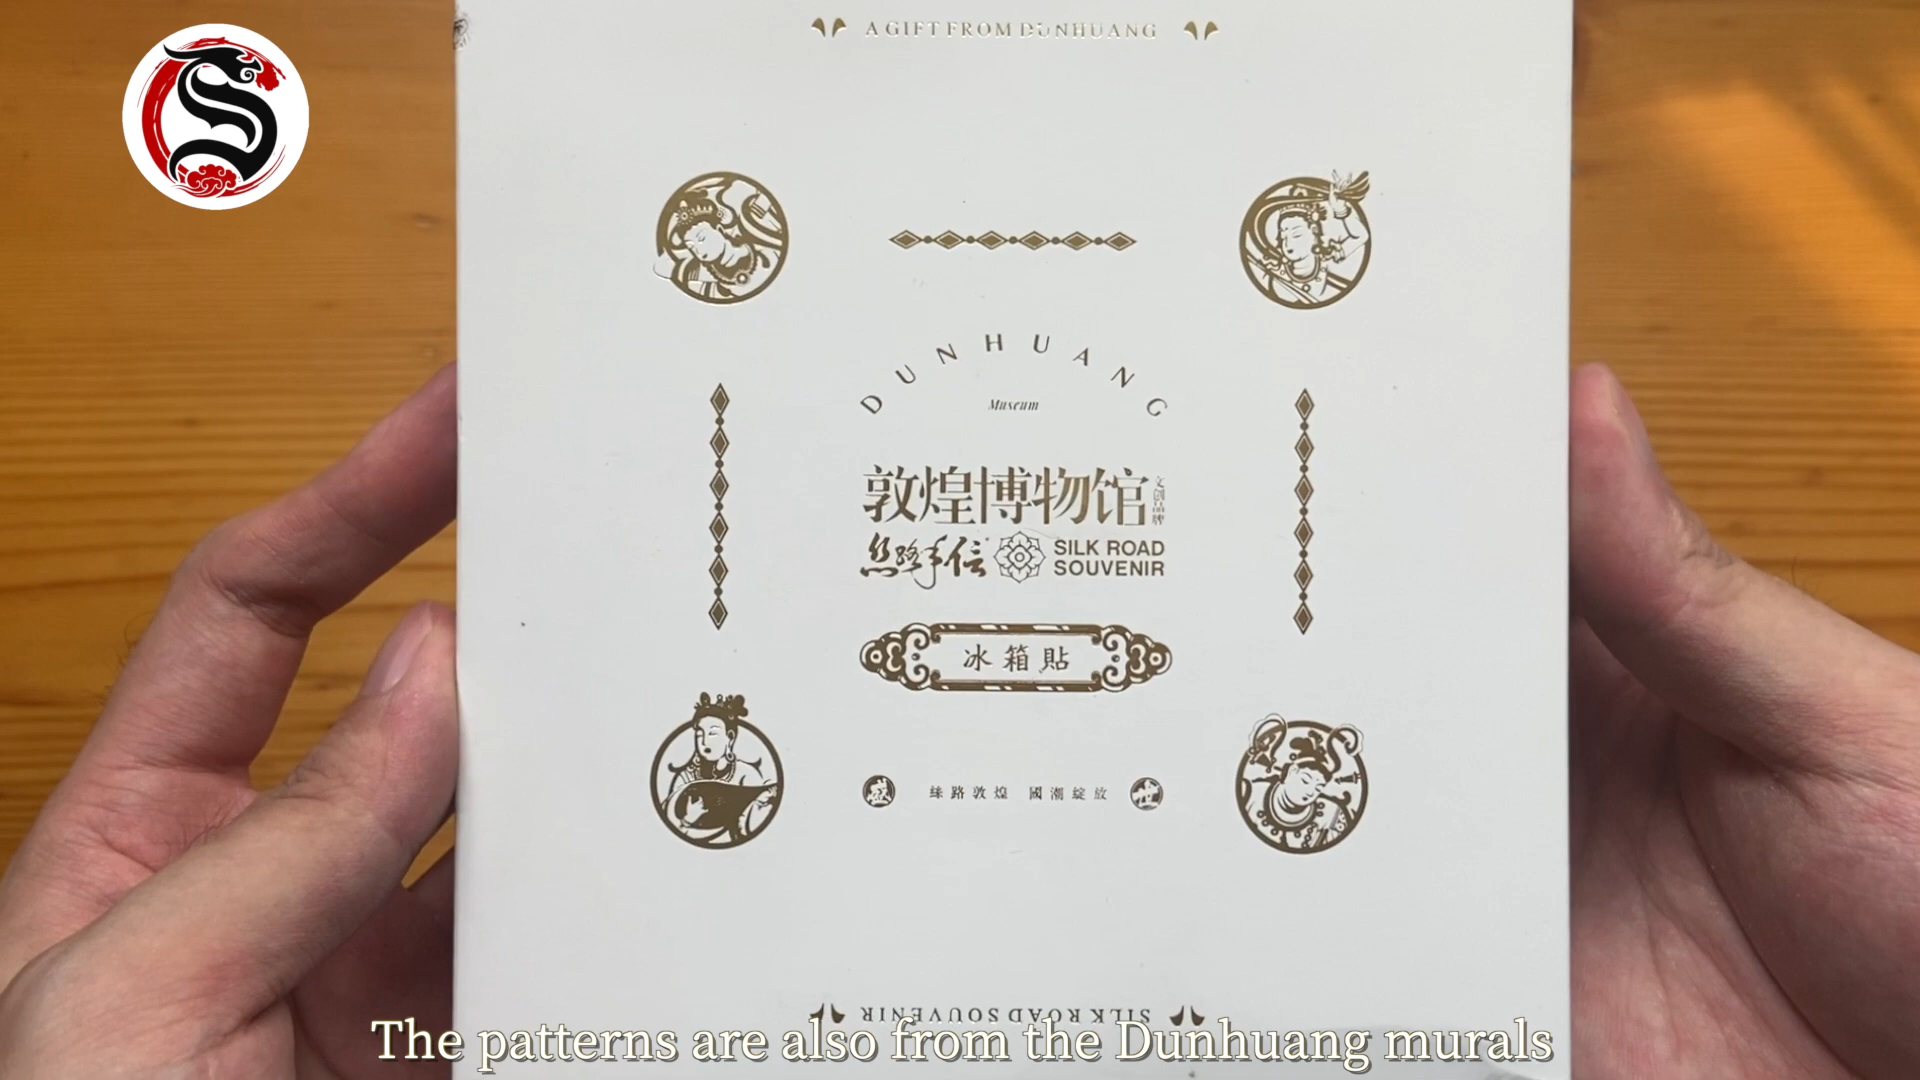 A GIFT FROM DUNHUANG
DUNHUANG
Museum
敦煌博物馆
文创品牌
丝路手信
SILK ROAD
SOUVENIR
冰箱貼
絲路敦煌 國潮綻放
SILK ROAD SOUVENIR
The patterns are also from the Dunhuang murals